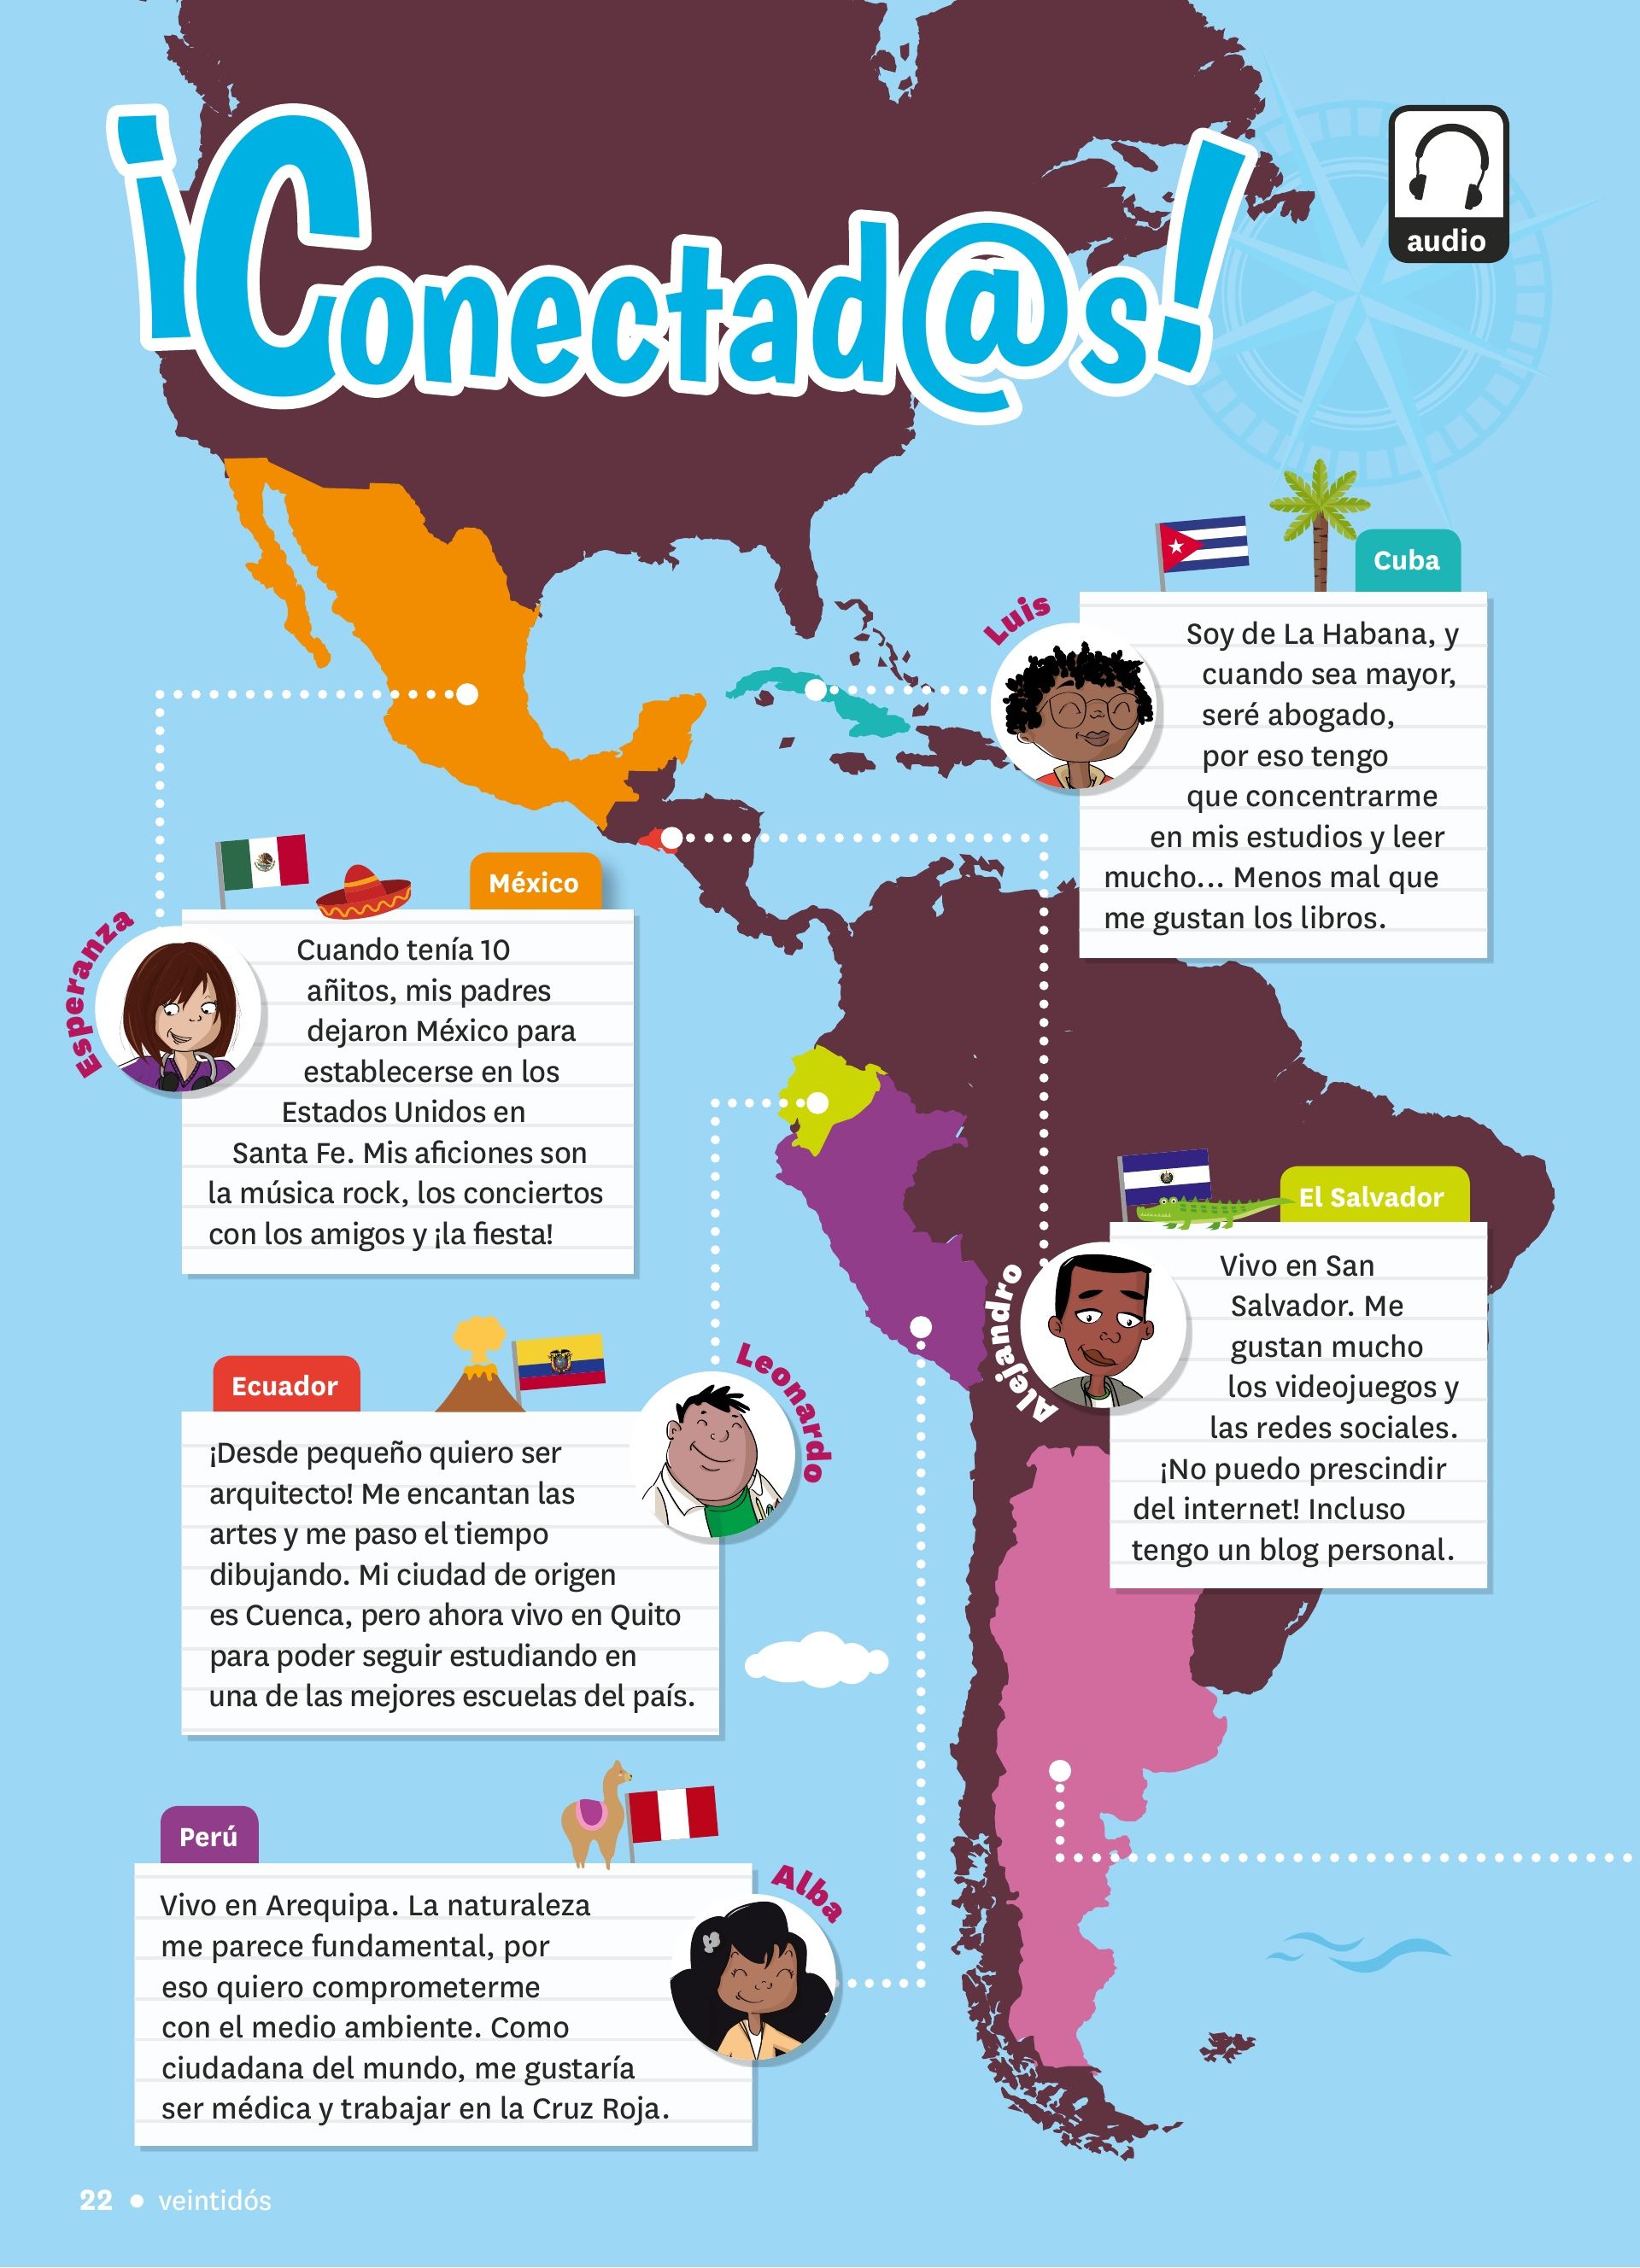 ¡Conectad@s!
audio
Cuba
Luis
Soy de La Habana, y
cuando sea mayor,
seré abogado,
por eso tengo
que concentrarme
en mis estudios y leer
mucho... Menos mal que
me gustan los libros.
México
Esperanza
Cuando tenía 10
añitos, mis padres
dejaron México para
establecerse en los
Estados Unidos en
Santa Fe. Mis aficiones son
la música rock, los conciertos
con los amigos y ¡la fiesta!
El Salvador
Alejandro
Vivo en San
Salvador. Me
gustan mucho
los videojuegos y
las redes sociales.
¡No puedo prescindir
del internet! Incluso
tengo un blog personal.
Ecuador
Leonardo
¡Desde pequeño quiero ser
arquitecto! Me encantan las
artes y me paso el tiempo
dibujando. Mi ciudad de origen
es Cuenca, pero ahora vivo en Quito
para poder seguir estudiando en
una de las mejores escuelas del país.
Perú
Alba
Vivo en Arequipa. La naturaleza
me parece fundamental, por
eso quiero comprometerme
con el medio ambiente. Como
ciudadana del mundo, me gustaría
ser médica y trabajar en la Cruz Roja.
22 • veintidós